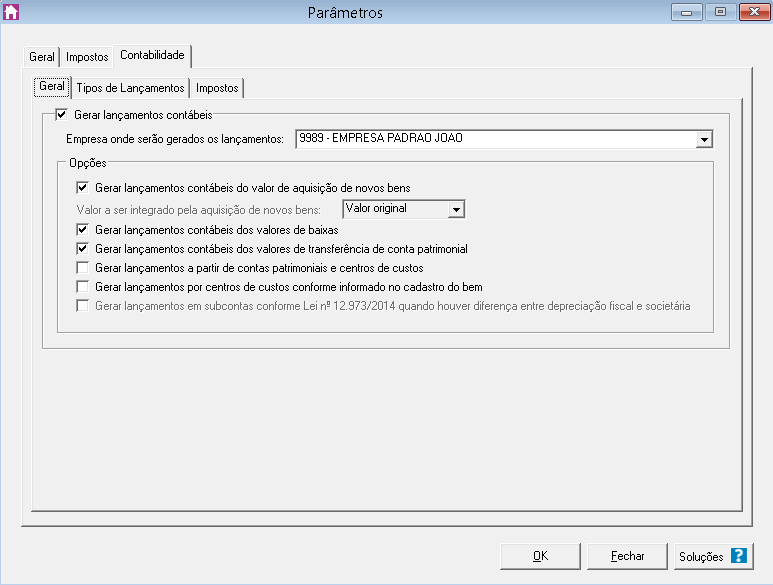 Parâmetros
Geral Impostos Contabilidade
Geral Tipos de Lançamentos Impostos
Gerar lançamentos contábeis
Empresa onde serão gerados os lançamentos: 9989 - EMPRESA PADRAO JOAO
Opções
Gerar lançamentos contábeis do valor de aquisição de novos bens
Valor a ser integrado pela aquisição de novos bens: Valor original
Gerar lançamentos contábeis dos valores de baixas
Gerar lançamentos contábeis dos valores de transferência de conta patrimonial
Gerar lançamentos a partir de contas patrimoniais e centros de custos
Gerar lançamentos por centros de custos conforme informado no cadastro do bem
Gerar lançamentos em subcontas conforme Lei nº 12.973/2014 quando houver diferença entre depreciação fiscal e societária
OK Fechar Soluções ?